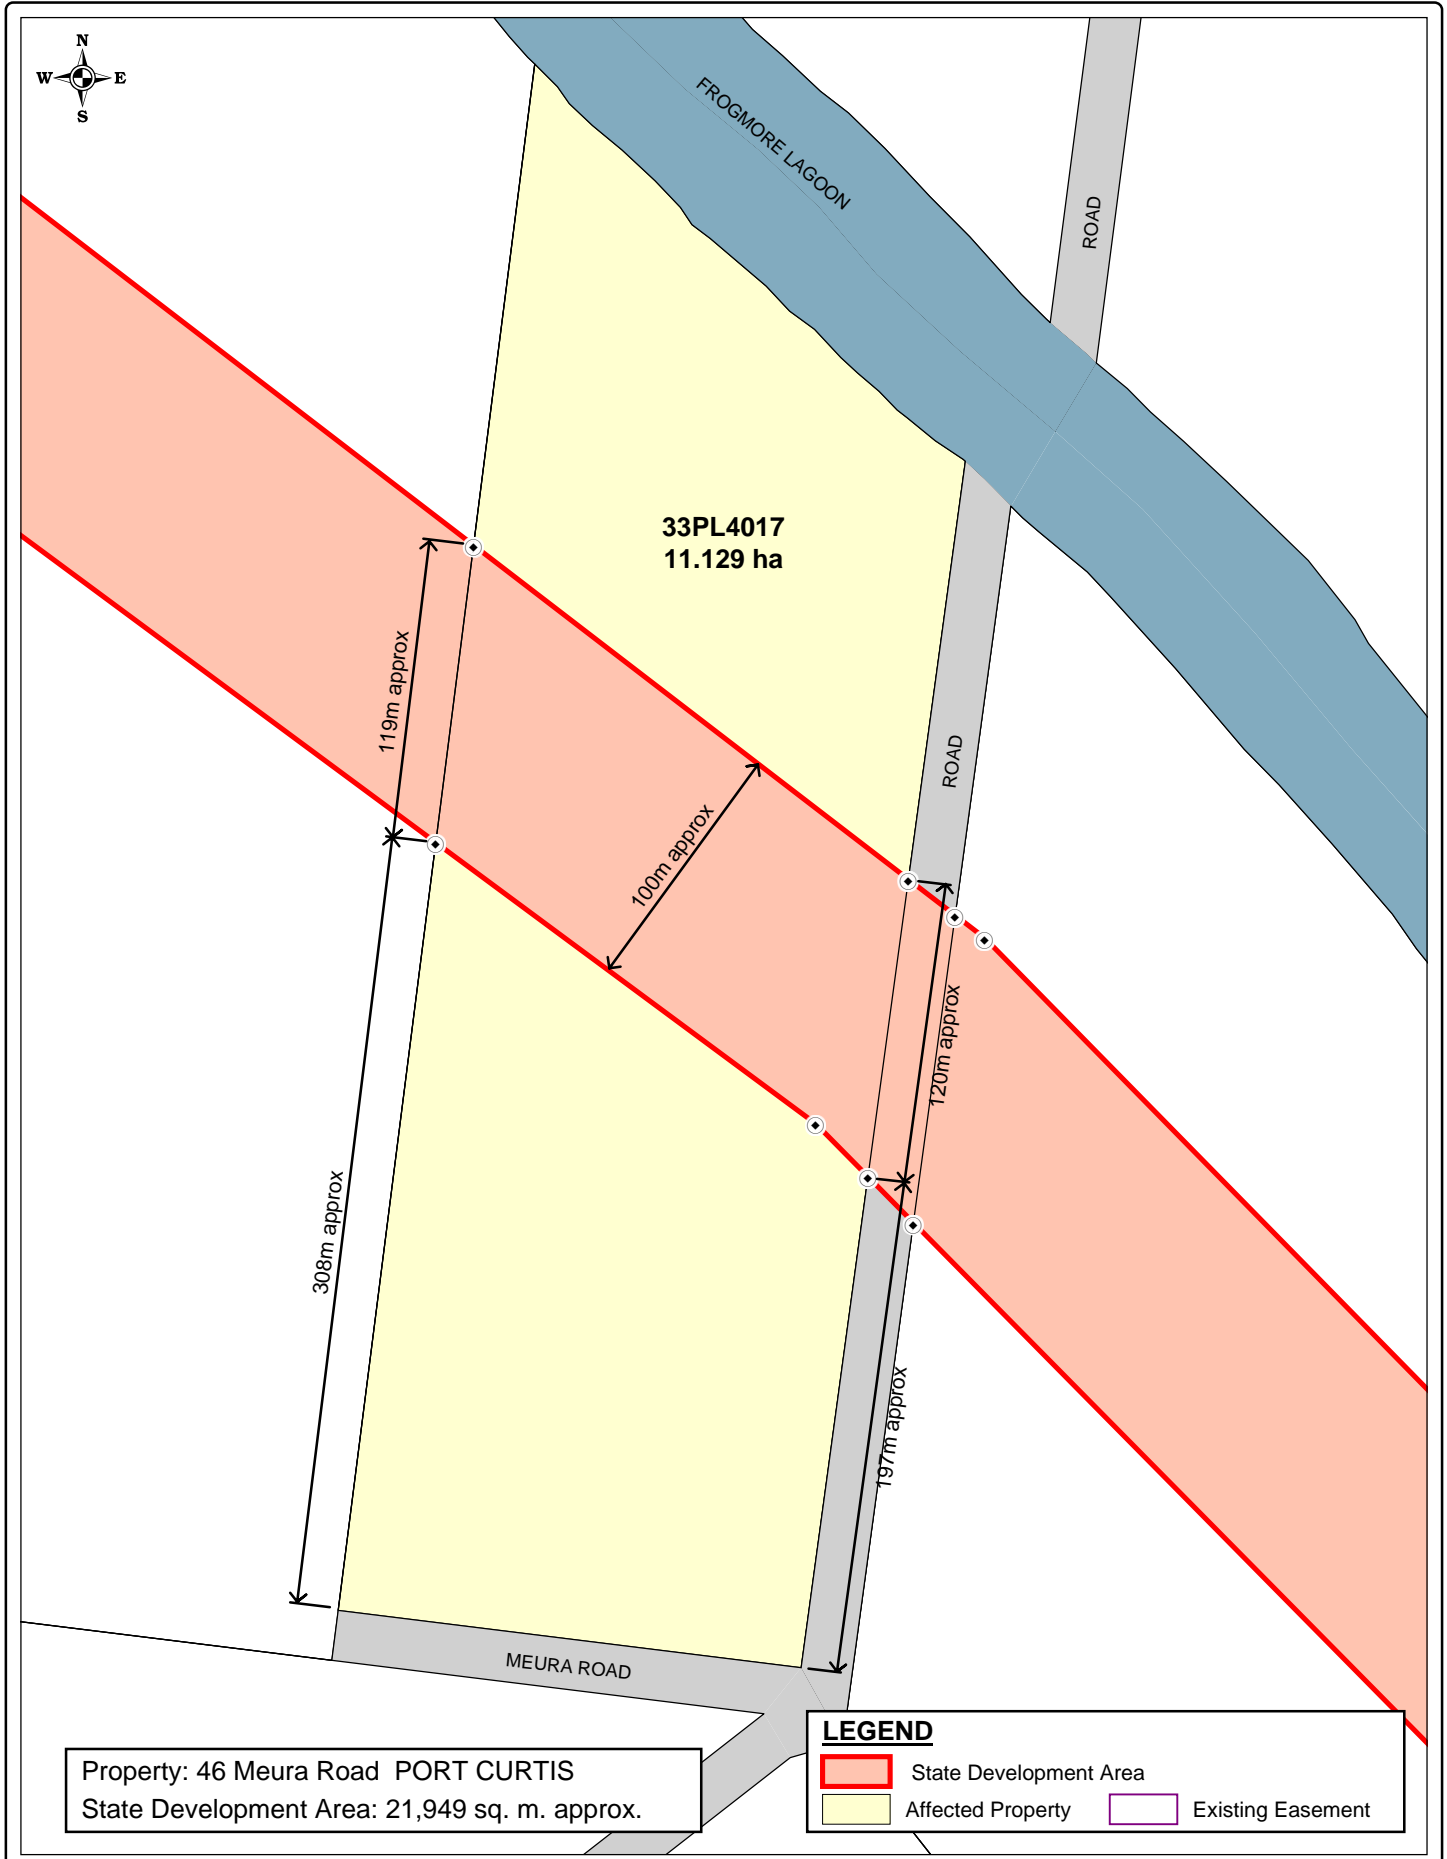 N
W E
S
FROGMORE LAGOON
ROAD
33PL4017
11.129 ha
119m approx
ROAD
100m approx
120m approx
308m approx
197m approx
MEURA ROAD
Property: 46 Meura Road PORT CURTIS
State Development Area: 21,949 sq. m. approx.
LEGEND
State Development Area
Affected Property
Existing Easement